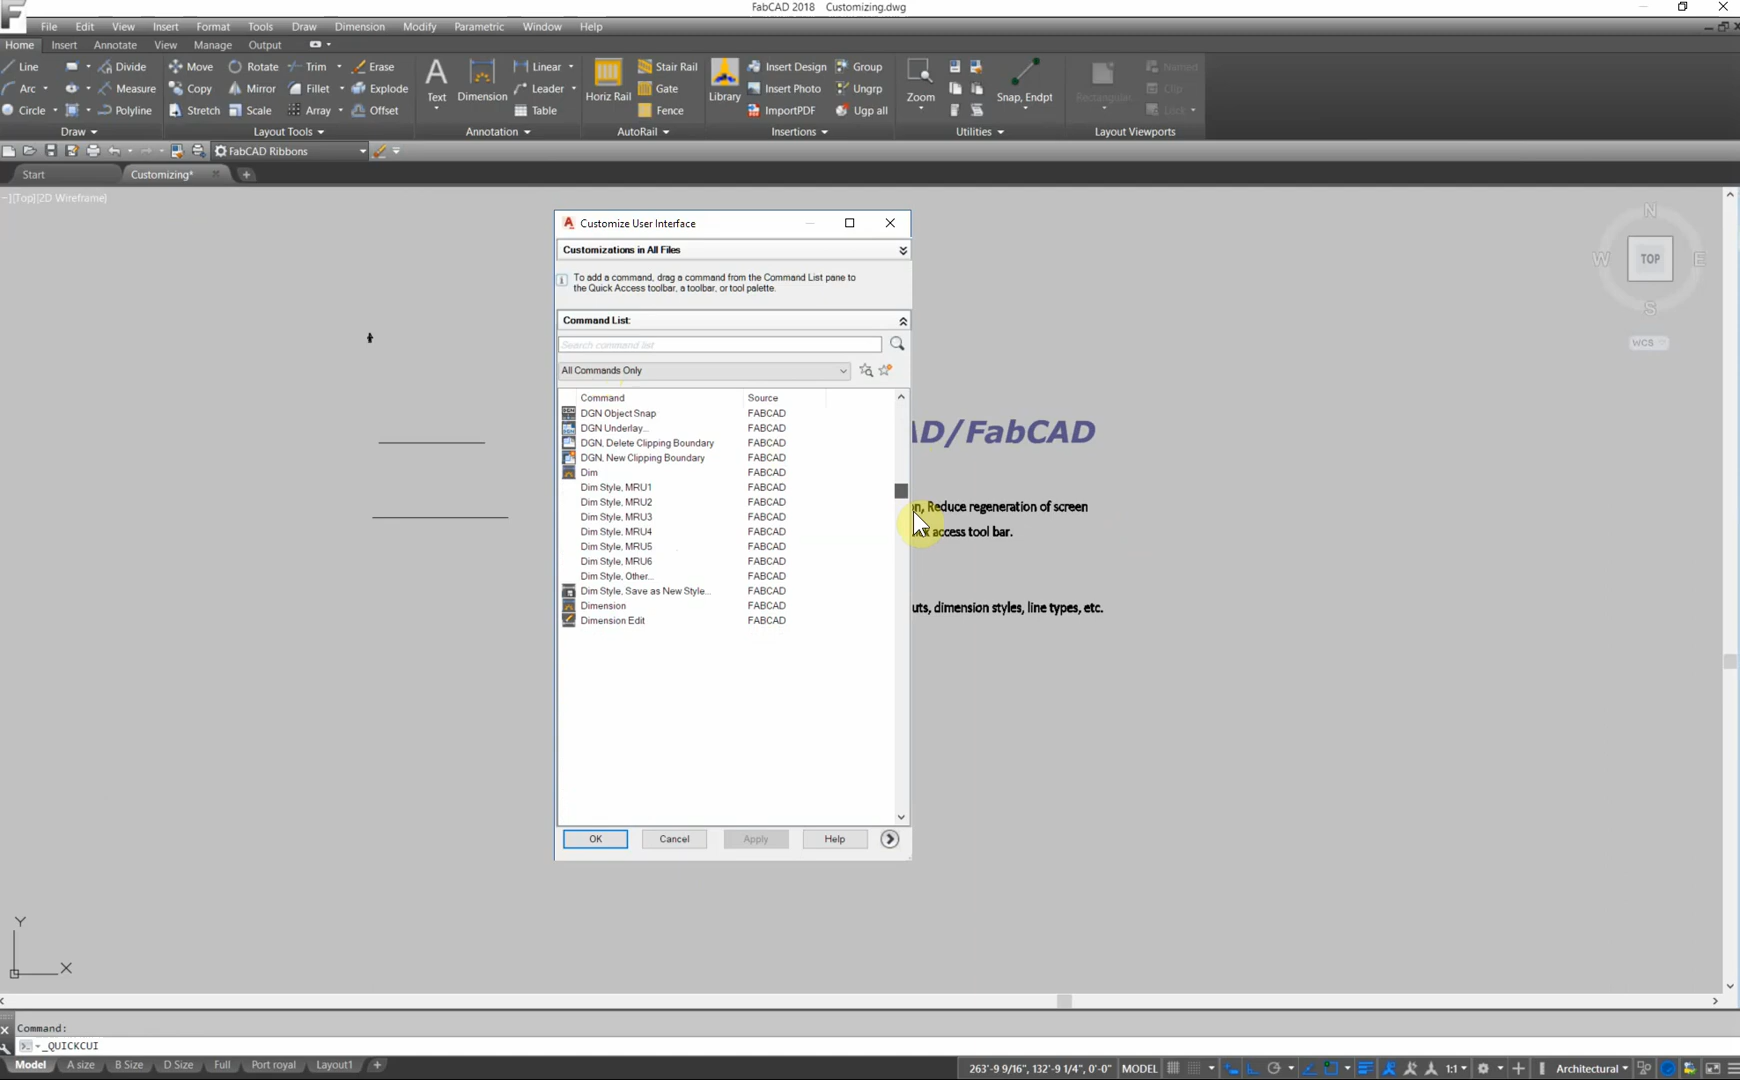 FabCAD 2018 Customizing.dwg
File Edit View Insert Format Tools Draw Dimension Modify Parametric Window Help
Home Insert Annotate View Manage Output
Line Divide Move Rotate Trim Erase Linear Stair Rail Insert Design Group Named
Arc Measure Copy Mirror Fillet Explode Text Dimension Leader Horiz Rail Gate Library Insert Photo Ungrp Zoom Snap, Endpt Rectangular Clip
Circle Polyline Stretch Scale Array Offset Table Fence ImportPDF Ugp all Lock
Draw Layout Tools Annotation AutoRail Insertions Utilities Layout Viewports
FabCAD Ribbons
Start Customizing*
[-][Top][2D Wireframe]
N
W TOP E
S
WCS
Customize User Interface
Customizations in All Files
To add a command, drag a command from the Command List pane to
the Quick Access toolbar, a toolbar, or tool palette.
Command List:
Search command list
All Commands Only
Command Source
DGN Object Snap FABCAD
DGN Underlay... FABCAD
DGN, Delete Clipping Boundary FABCAD
DGN, New Clipping Boundary FABCAD
Dim FABCAD
Dim Style, MRU1 FABCAD
Dim Style, MRU2 FABCAD
Dim Style, MRU3 FABCAD
Dim Style, MRU4 FABCAD
Dim Style, MRU5 FABCAD
Dim Style, MRU6 FABCAD
Dim Style, Other... FABCAD
Dim Style, Save as New Style... FABCAD
Dimension FABCAD
Dimension Edit FABCAD
OK Cancel Apply Help
AD/FabCAD
Reduce regeneration of screen
access tool bar.
uts, dimension styles, line types, etc.
Y
X
Command:
_QUICKCUI
Model A size B Size D Size Full Port royal Layout1 +
263'-9 9/16", 132'-9 1/4", 0'-0" MODEL 1:1 Architectural